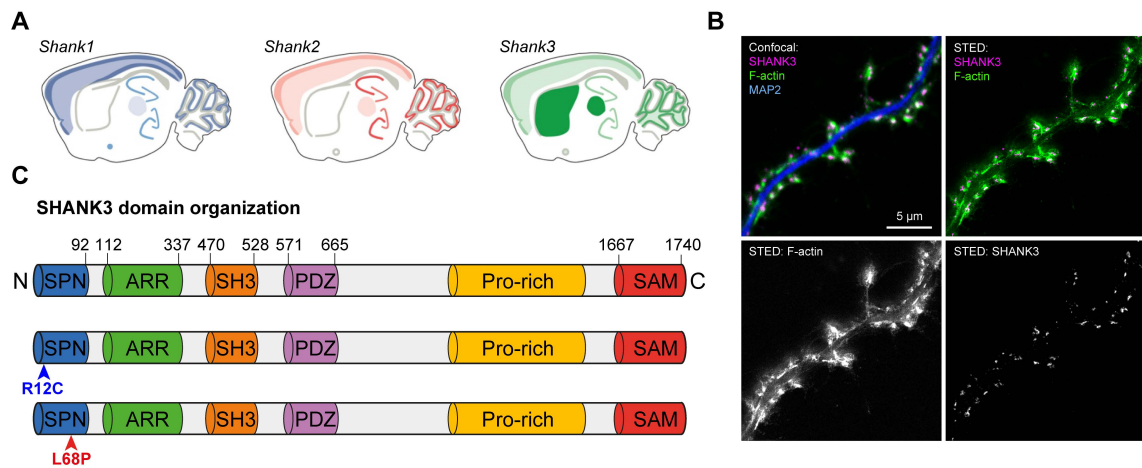 A
Shank1
Shank2
Shank3
B
Confocal:
SHANK3
F-actin
MAP2
5 µm
STED:
SHANK3
F-actin
STED: F-actin
STED: SHANK3
C
SHANK3 domain organization
92 112 337 470 528 571 665 1667 1740
N SPN ARR SH3 PDZ Pro-rich SAM C
SPN ARR SH3 PDZ Pro-rich SAM
R12C
SPN ARR SH3 PDZ Pro-rich SAM
L68P